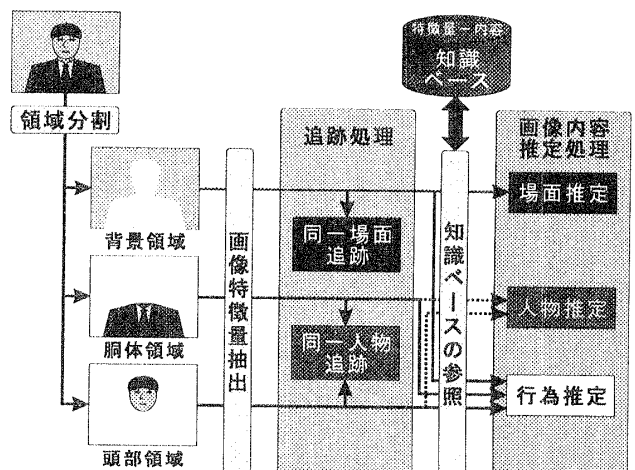 特徴量ー内容
知識
ベース
領域分割
追跡処理
画像内容
推定処理
背景領域
胴体領域
頭部領域
画像特徴量抽出
同一場面
追跡
同一人物
追跡
知識ベースの参照
場面推定
人物推定
行為推定